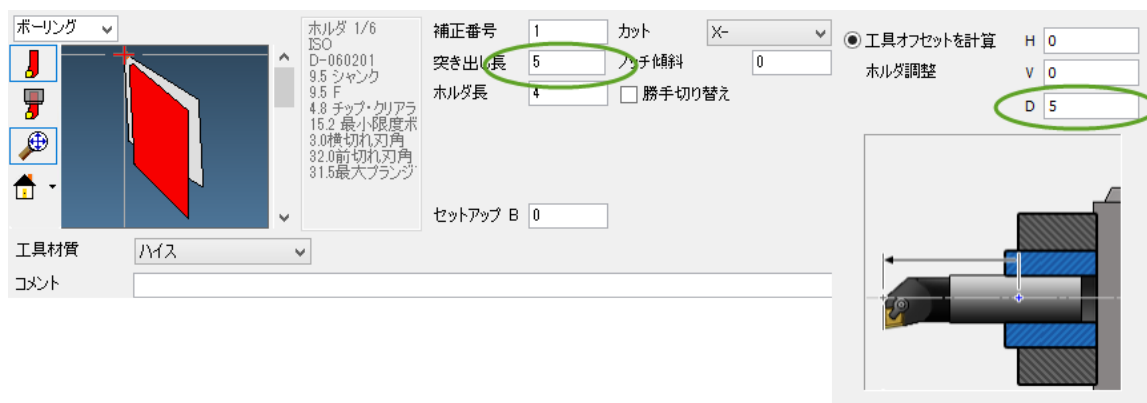 ボーリング
ホルダ 1/6
ISO
D-060201
9.5 シャンク
9.5 F
4.8 チップ・クリアラ
15.2 最小限度ボ
3.0横切れ刃角
32.0前切れ刃角
31.5最大プランジ
補正番号 1
突き出し長 5
ホルダ長 4
セットアップ B 0
カット X-
ノッチ傾斜 0
勝手切り替え
工具オフセットを計算 H 0
ホルダ調整 V 0
D 5
工具材質 ハイス
コメント